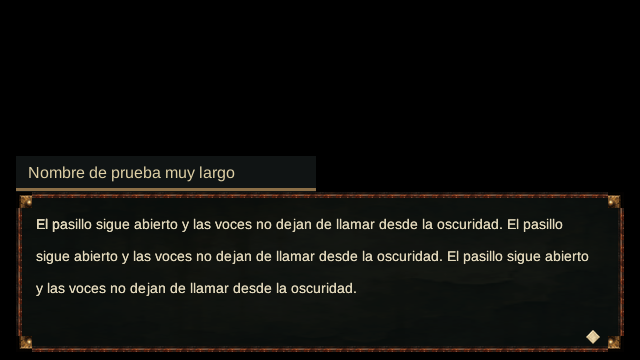 Nombre de prueba muy largo
El pasillo sigue abierto y las voces no dejan de llamar desde la oscuridad. El pasillo
sigue abierto y las voces no dejan de llamar desde la oscuridad. El pasillo sigue abierto
y las voces no dejan de llamar desde la oscuridad.